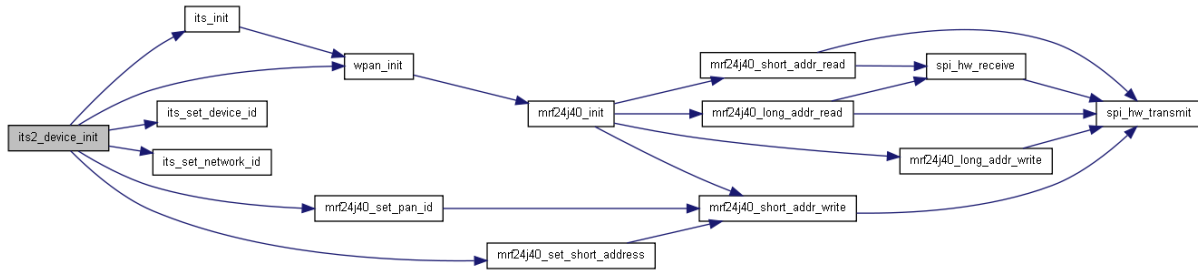 its2_device_init
its_init
wpan_init
its_set_device_id
its_set_network_id
mrf24j40_set_pan_id
mrf24j40_set_short_address
mrf24j40_init
mrf24j40_short_addr_read
mrf24j40_long_addr_read
mrf24j40_long_addr_write
mrf24j40_short_addr_write
spi_hw_receive
spi_hw_transmit